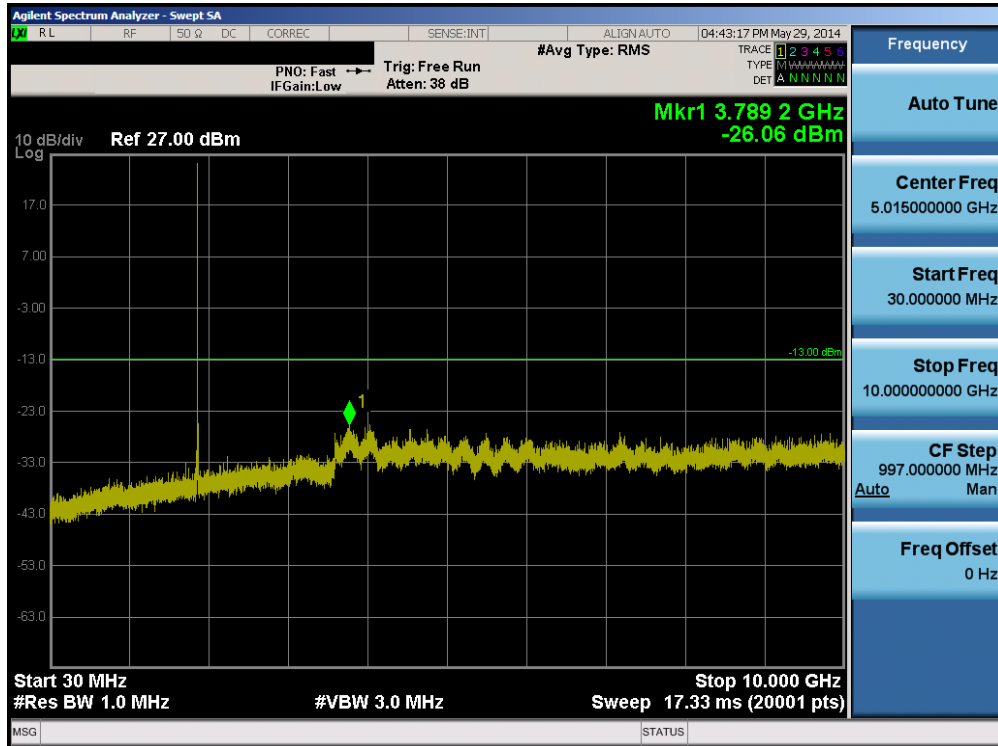 Agilent Spectrum Analyzer - Swept SA
LXI RL RF 50 Ω DC CORREC SENSE:INT ALIGN AUTO 04:43:17 PM May 29, 2014
#Avg Type: RMS
TRACE 1 2 3 4 5 6
TYPE M WWWWW
DET A N N N N N
PNO: Fast
IFGain:Low
Trig: Free Run
Atten: 38 dB
Mkr1 3.789 2 GHz
-26.06 dBm
10 dB/div Ref 27.00 dBm
Log
17.0
7.00
-3.00
-13.0
-13.00 dBm
-23.0
1
-33.0
-43.0
-53.0
-63.0
Start 30 MHz Stop 10.000 GHz
#Res BW 1.0 MHz #VBW 3.0 MHz Sweep 17.33 ms (20001 pts)
MSG STATUS
Frequency
Auto Tune
Center Freq
5.015000000 GHz
Start Freq
30.000000 MHz
Stop Freq
10.000000000 GHz
CF Step
997.000000 MHz
Auto Man
Freq Offset
0 Hz